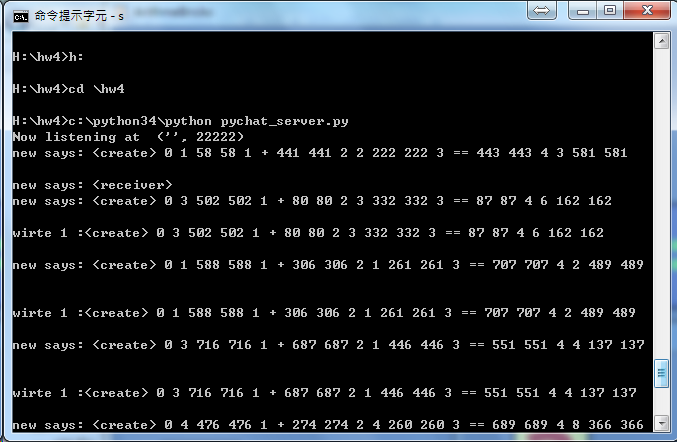 命令提示字元 - s
H:\hw4>h:
H:\hw4>cd \hw4
H:\hw4>c:\python34\python pychat_server.py
Now listening at  ('', 22222)
new says: <create> 0 1 58 58 1 + 441 441 2 2 222 222 3 == 443 443 4 3 581 581
new says: <receiver>
new says: <create> 0 3 502 502 1 + 80 80 2 3 332 332 3 == 87 87 4 6 162 162
wirte 1 :<create> 0 3 502 502 1 + 80 80 2 3 332 332 3 == 87 87 4 6 162 162
new says: <create> 0 1 588 588 1 + 306 306 2 1 261 261 3 == 707 707 4 2 489 489
wirte 1 :<create> 0 1 588 588 1 + 306 306 2 1 261 261 3 == 707 707 4 2 489 489
new says: <create> 0 3 716 716 1 + 687 687 2 1 446 446 3 == 551 551 4 4 137 137
wirte 1 :<create> 0 3 716 716 1 + 687 687 2 1 446 446 3 == 551 551 4 4 137 137
new says: <create> 0 4 476 476 1 + 274 274 2 4 260 260 3 == 689 689 4 8 366 366